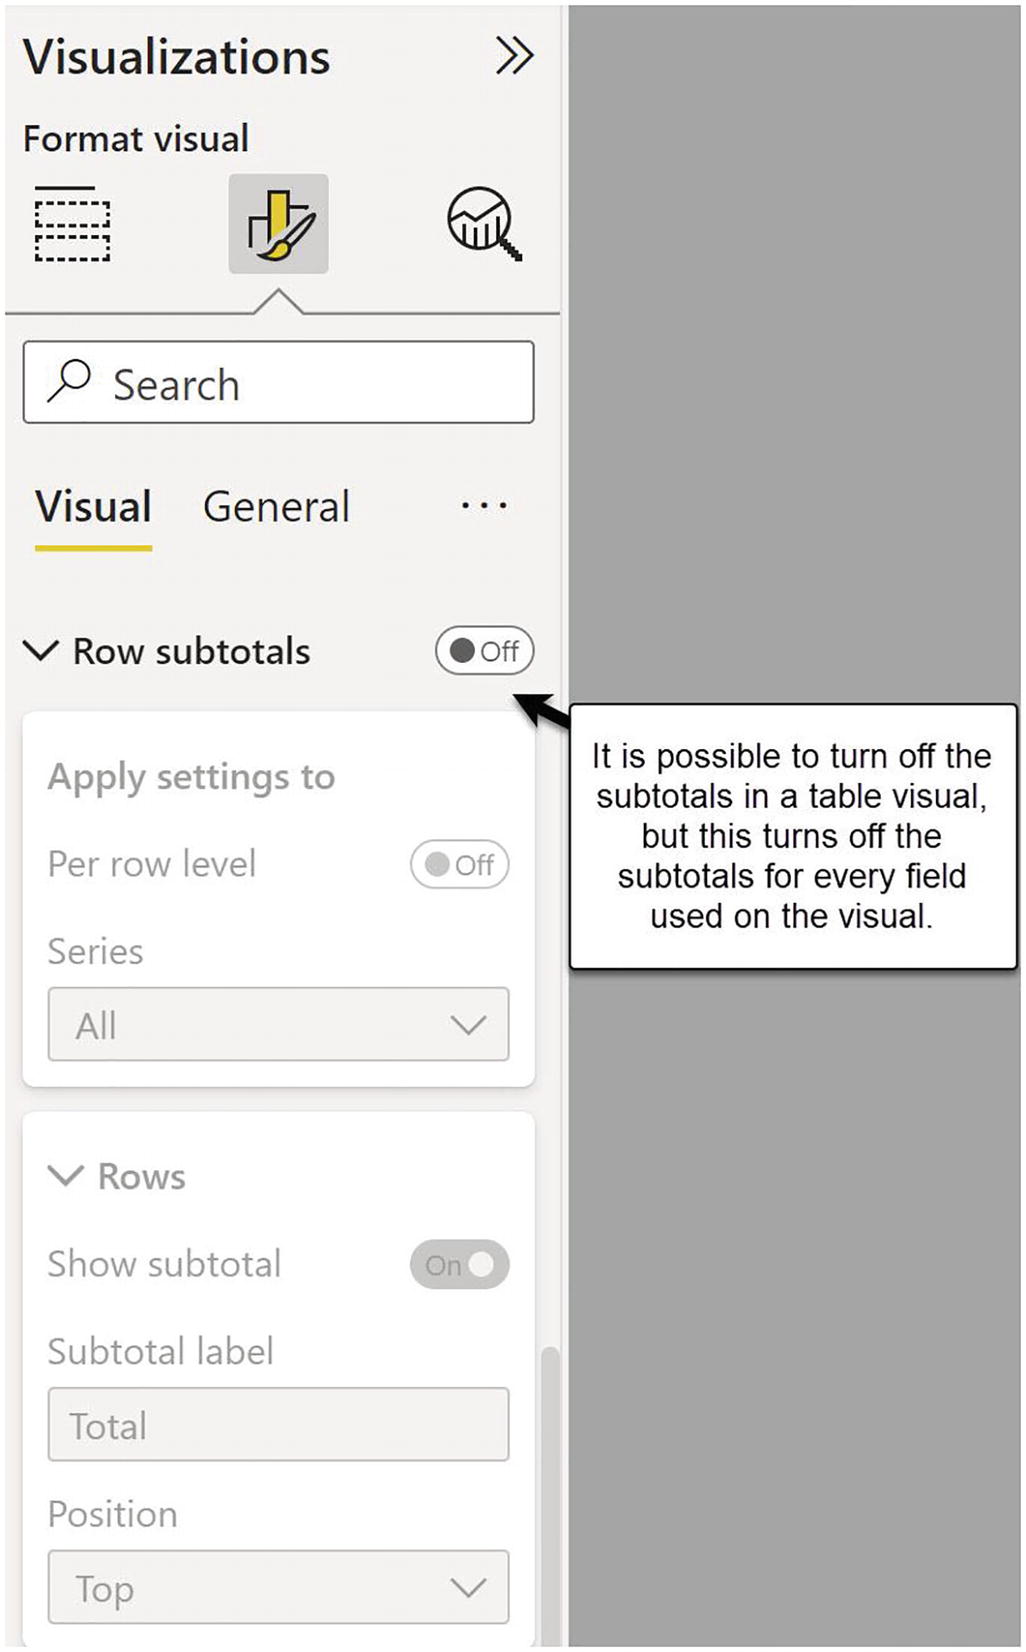 Visualizations
Format visual
Search
Visual General ...
Row subtotals Off
Apply settings to
Per row level Off
Series
All
Rows
Show subtotal On
Subtotal label
Total
Position
Top
It is possible to turn off the
subtotals in a table visual,
but this turns off the
subtotals for every field
used on the visual.